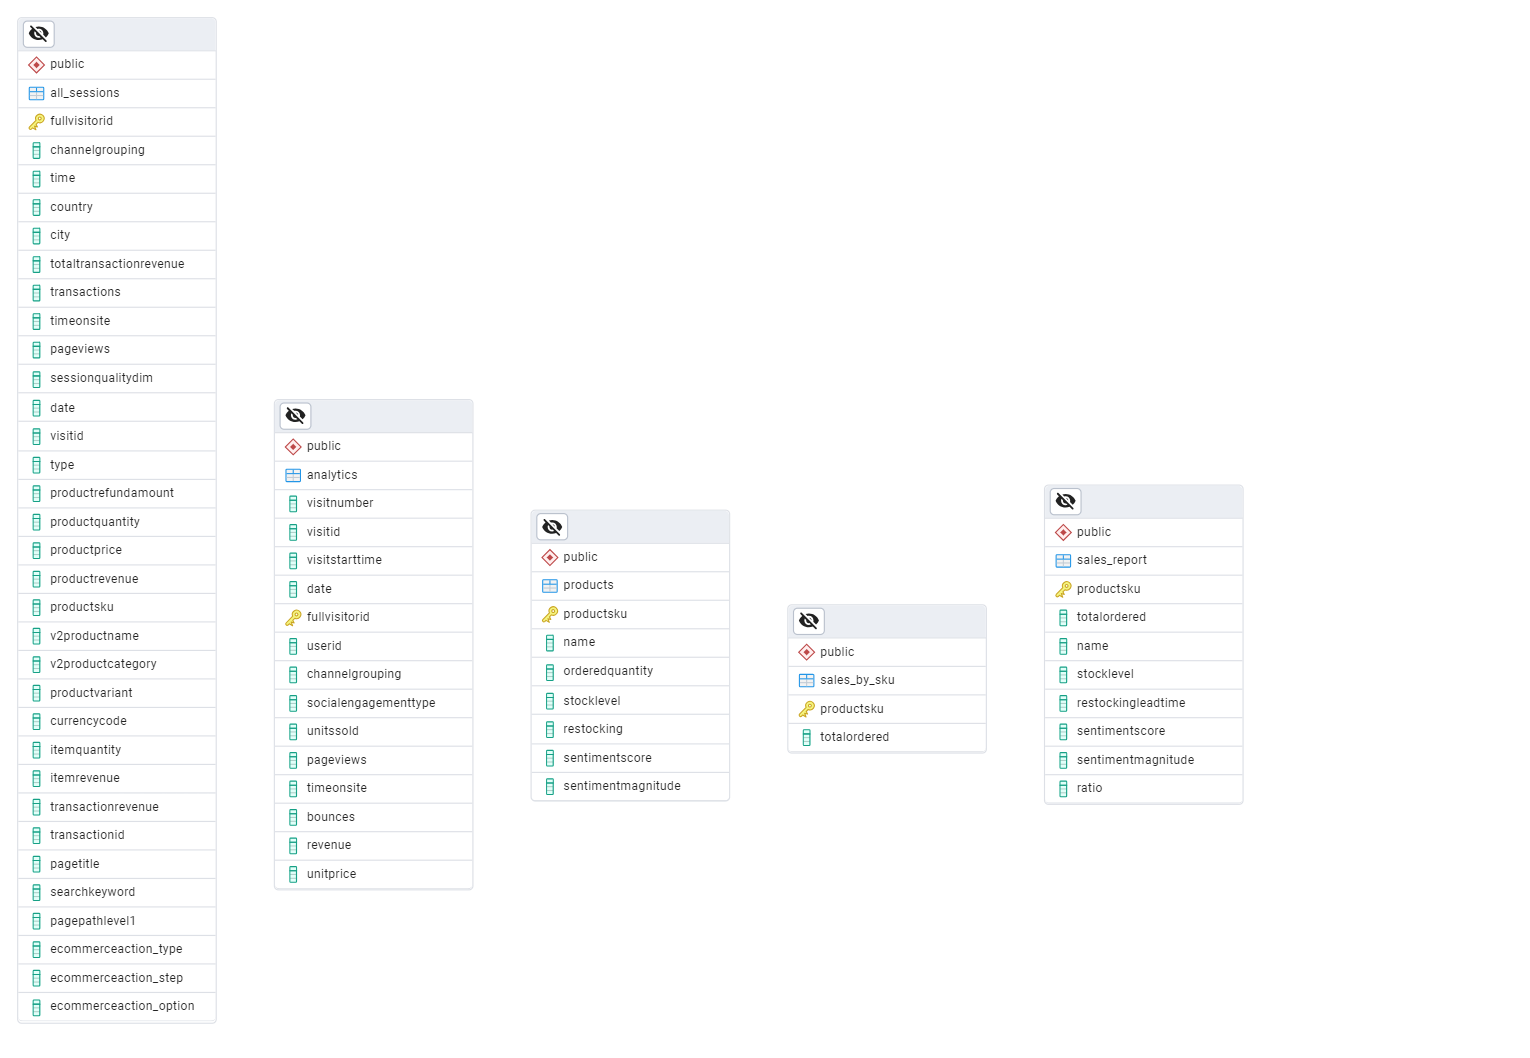 public
all_sessions
fullvisitorid
channelgrouping
time
country
city
totaltransactionrevenue
transactions
timeonsite
pageviews
sessionqualitydim
date
visitid
type
productrefundamount
productquantity
productprice
productrevenue
productsku
v2productname
v2productcategory
productvariant
currencycode
itemquantity
itemrevenue
transactionrevenue
transactionid
pagetitle
searchkeyword
pagepathlevel1
ecommerceaction_type
ecommerceaction_step
ecommerceaction_option
public
analytics
visitnumber
visitid
visitstarttime
date
fullvisitorid
userid
channelgrouping
socialengagementtype
unitssold
pageviews
timeonsite
bounces
revenue
unitprice
public
products
productsku
name
orderedquantity
stocklevel
restocking
sentimentscore
sentimentmagnitude
public
sales_by_sku
productsku
totalordered
public
sales_report
productsku
totalordered
name
stocklevel
restockingleadtime
sentimentscore
sentimentmagnitude
ratio